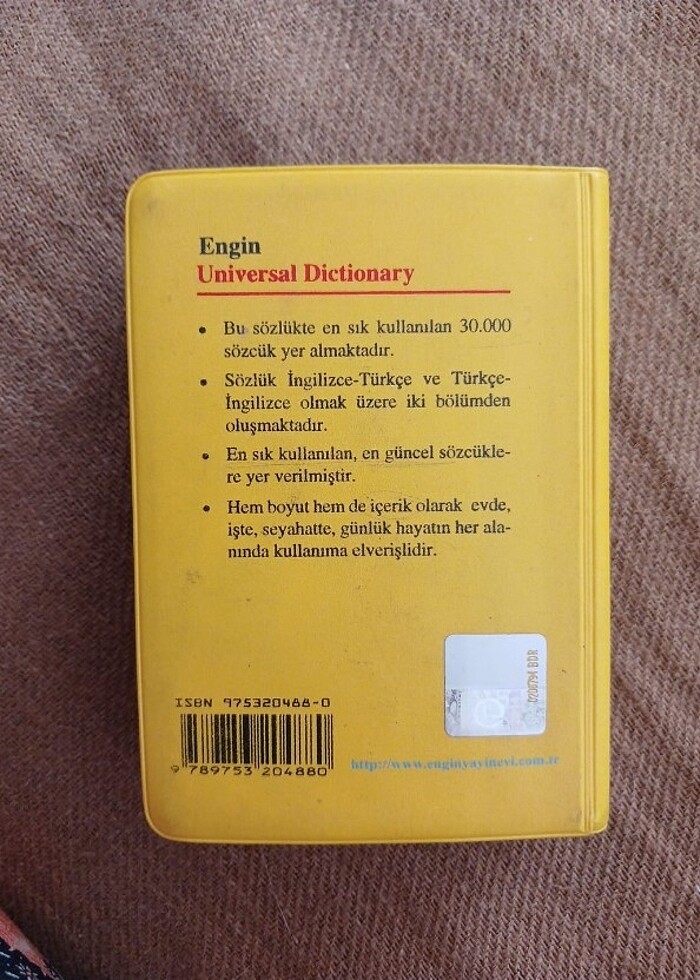 Engin
Universal Dictionary
• Bu sözlükte en sık kullanılan 30.000
sözcük yer almaktadır.
• Sözlük İngilizce-Türkçe ve Türkçe-
İngilizce olmak üzere iki bölümden
oluşmaktadır.
• En sık kullanılan, en güncel sözcükle-
re yer verilmiştir.
• Hem boyut hem de içerik olarak evde,
işte, seyahatte, günlük hayatın her ala-
nında kullanıma elverişlidir.
0208794 BDR
ISBN 975320488-0
9 789753 204880
http://www.enginyayinevi.com.tr